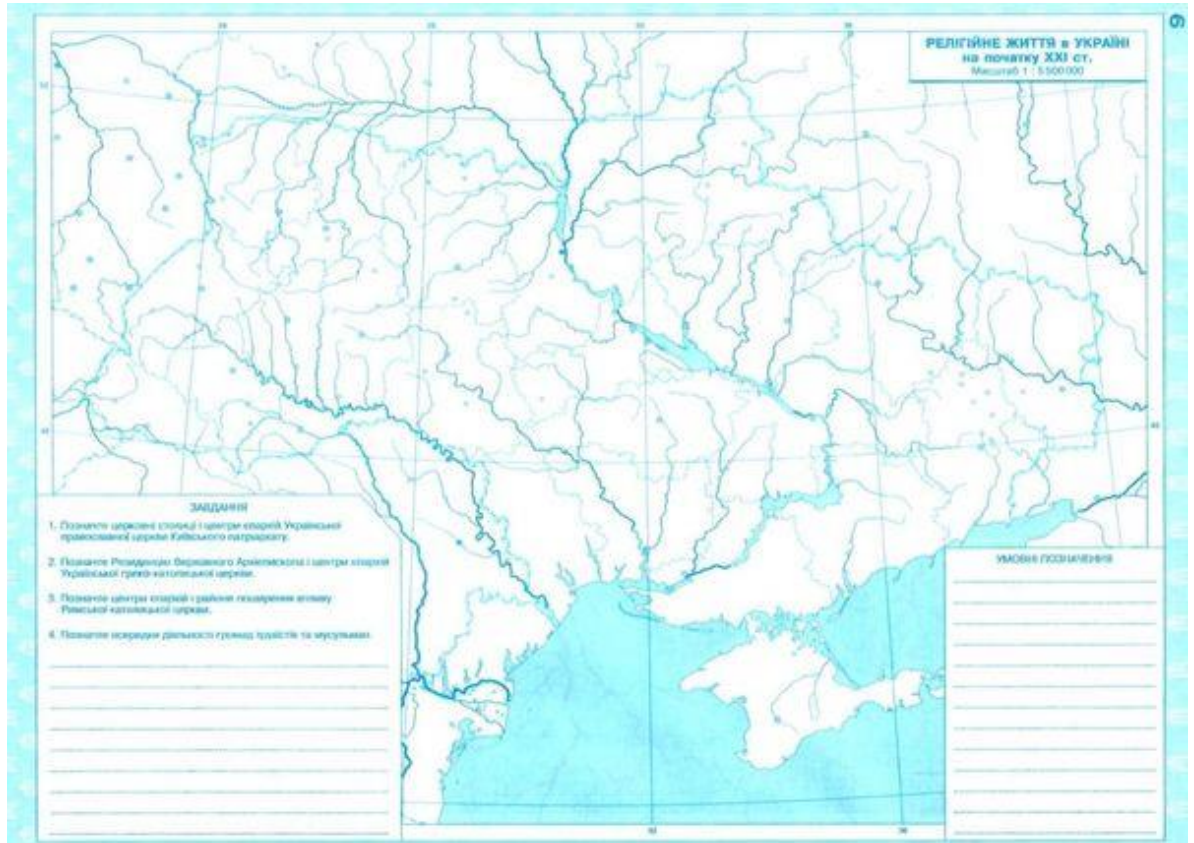 9
РЕЛІГІЙНЕ ЖИТТЯ в УКРАЇНІ
на початку XXI ст.
Масштаб 1 : 5 500 000
ЗАВДАННЯ
1. Позначте церковні столиці і центри єпархій Української
православної церкви Київського патріархату.
2. Позначте Резиденцію Верховного Архієпископа і центри єпархій
Української греко-католицької церкви.
3. Позначте центри єпархій і райони поширення впливу
Римської католицької церкви.
4. Позначте осередки діяльності громад іудаїстів та мусульман.
УМОВНІ ПОЗНАЧЕННЯ